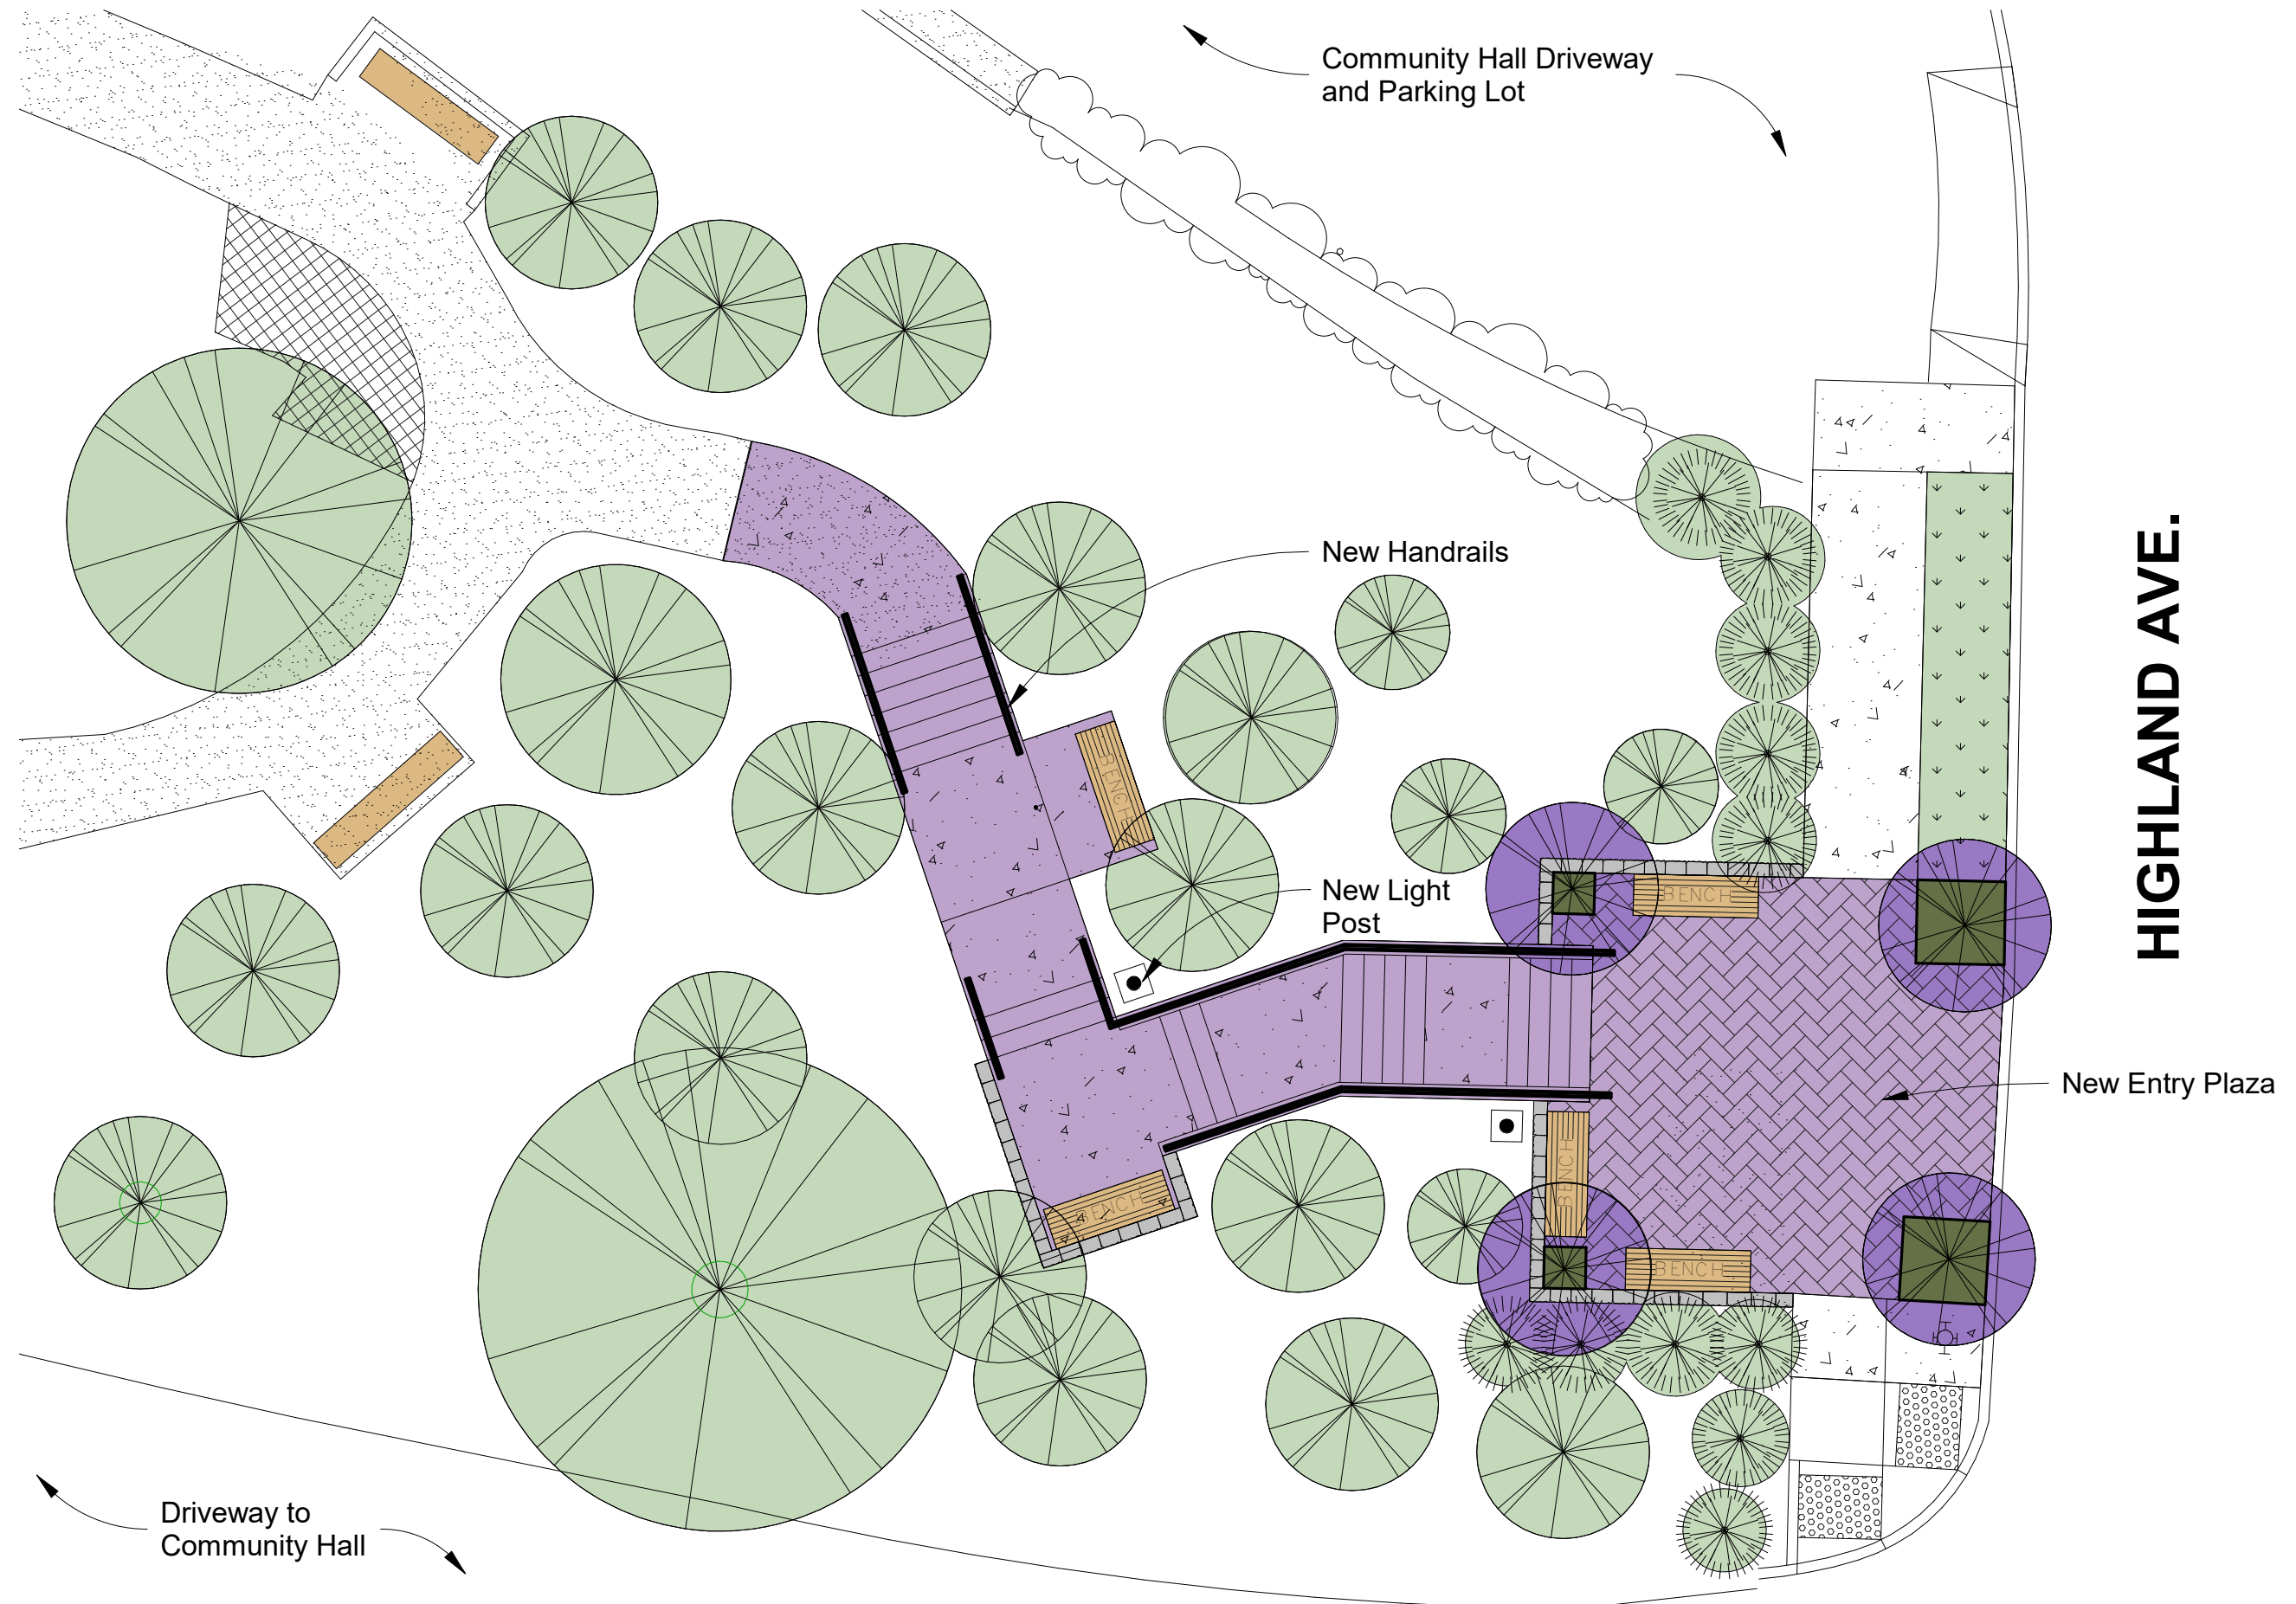 Community Hall Driveway
and Parking Lot
New Handrails
HIGHLAND AVE.
BENCH
New Light
Post
BENCH
New Entry Plaza
BENCH
BENCH
BENCH
Driveway to
Community Hall